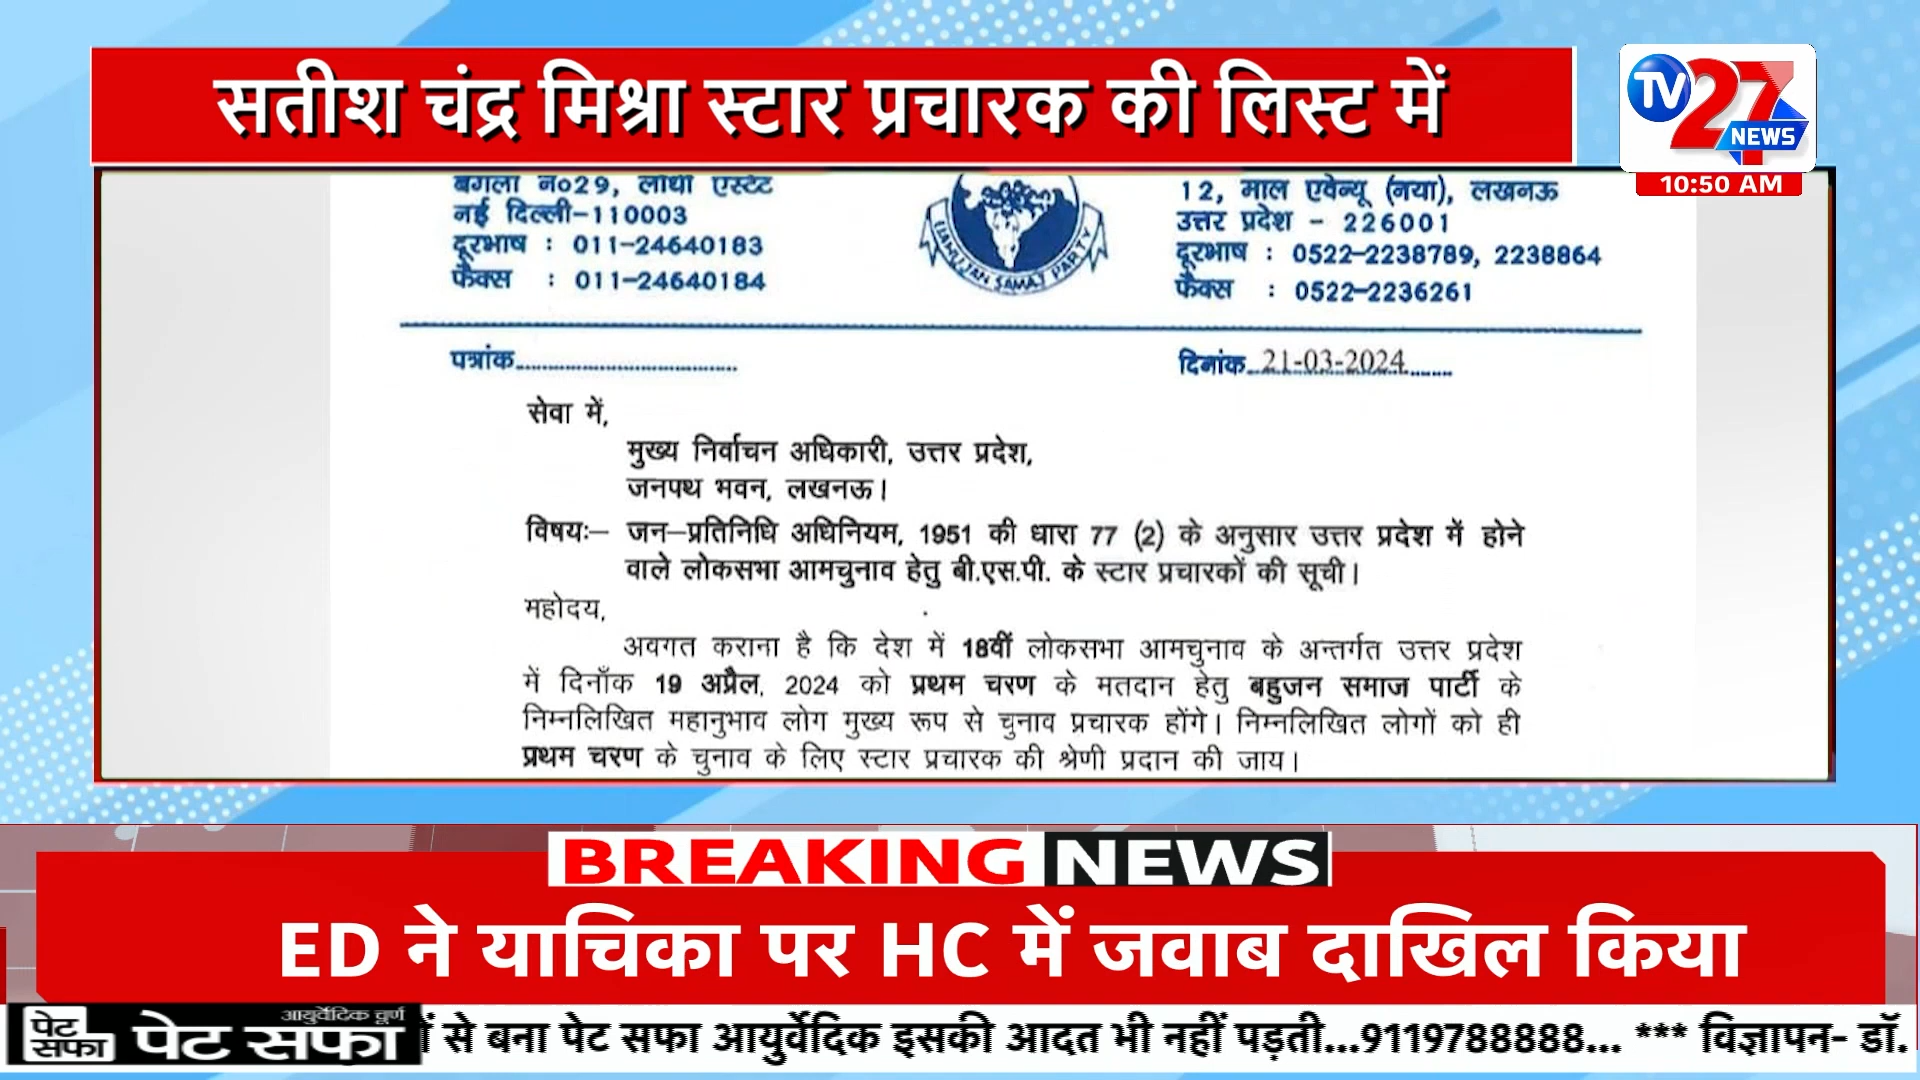 सतीश चंद्र मिश्रा स्टार प्रचारक की लिस्ट में
TV27 NEWS
10:50 AM
बंगला नं029, लोधी एस्टेट
नई दिल्ली-110003
दूरभाष : 011-24640183
फैक्स : 011-24640184
BAHUJAN SAMAJ PARTY
12, माल एवेन्यू (नया), लखनऊ
उत्तर प्रदेश - 226001
दूरभाष : 0522-2238789, 2238864
फैक्स : 0522-2236261
पत्रांक......................................
दिनांक..21-03-2024........
सेवा में,
मुख्य निर्वाचन अधिकारी, उत्तर प्रदेश,
जनपथ भवन, लखनऊ।
विषयः– जन–प्रतिनिधि अधिनियम, 1951 की धारा 77 (2) के अनुसार उत्तर प्रदेश में होने
वाले लोकसभा आमचुनाव हेतु बी.एस.पी. के स्टार प्रचारकों की सूची।
महोदय,
अवगत कराना है कि देश में 18वीं लोकसभा आमचुनाव के अन्तर्गत उत्तर प्रदेश
में दिनाँक 19 अप्रैल, 2024 को प्रथम चरण के मतदान हेतु बहुजन समाज पार्टी के
निम्नलिखित महानुभाव लोग मुख्य रूप से चुनाव प्रचारक होंगे। निम्नलिखित लोगों को ही
प्रथम चरण के चुनाव के लिए स्टार प्रचारक की श्रेणी प्रदान की जाय।
BREAKING NEWS
ED ने याचिका पर HC में जवाब दाखिल किया
पेट सफा
आयुर्वेदिक चूर्ण
पेट सफा
से बना पेट सफा आयुर्वेदिक इसकी आदत भी नहीं पड़ती...9119788888... *** विज्ञापन- डॉ.